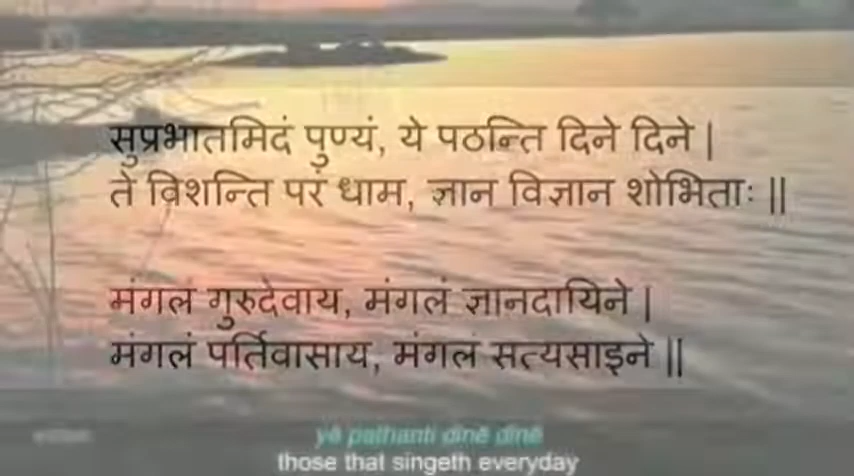 सुप्रभातमिदं पुण्यं, ये पठन्ति दिने दिने |
ते विशन्ति परं धाम, ज्ञान विज्ञान शोभिताः ||
मंगलं गुरुदेवाय, मंगलं ज्ञानदायिने |
मंगलं पर्तिवासाय, मंगलं सत्यसाइने ||
yē pathanti dinē dinē
those that singeth everyday